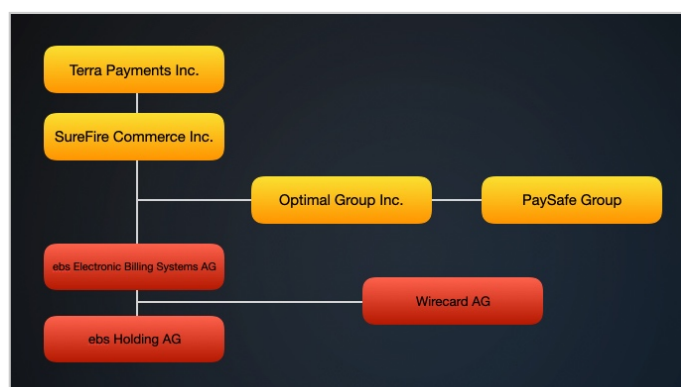 Terra Payments Inc.
SureFire Commerce Inc.
Optimal Group Inc.
PaySafe Group
ebs Electronic Billing Systems AG
Wirecard AG
ebs Holding AG